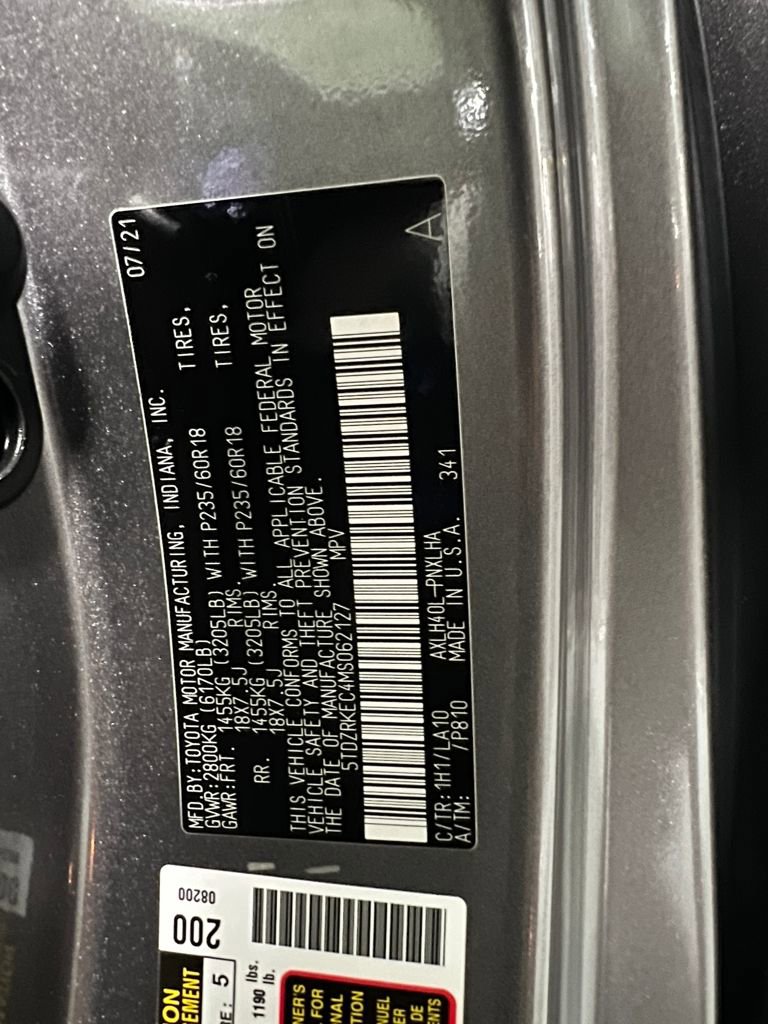 07/21
MFD.BY:TOYOTA MOTOR MANUFACTURING, INDIANA, INC.
GVWR:2800KG (6170LB)
GAWR:FRT. 1455KG (3205LB) WITH P235/60R18 TIRES,
18X7.5J RIMS.
RR. 1455KG (3205LB) WITH P235/60R18 TIRES,
18X7.5J RIMS.
THIS VEHICLE CONFORMS TO ALL APPLICABLE FEDERAL MOTOR
VEHICLE SAFETY AND THEFT PREVENTION STANDARDS IN EFFECT ON
THE DATE OF MANUFACTURE SHOWN ABOVE.
5TDZRKEC4MS062127 MPV
C/TR:1H1/LA10 AXLH40L-PNXLHA
A/TM: /P810 MADE IN U.S.A. 341
A
08200
200
5
1190 lbs.
lb.